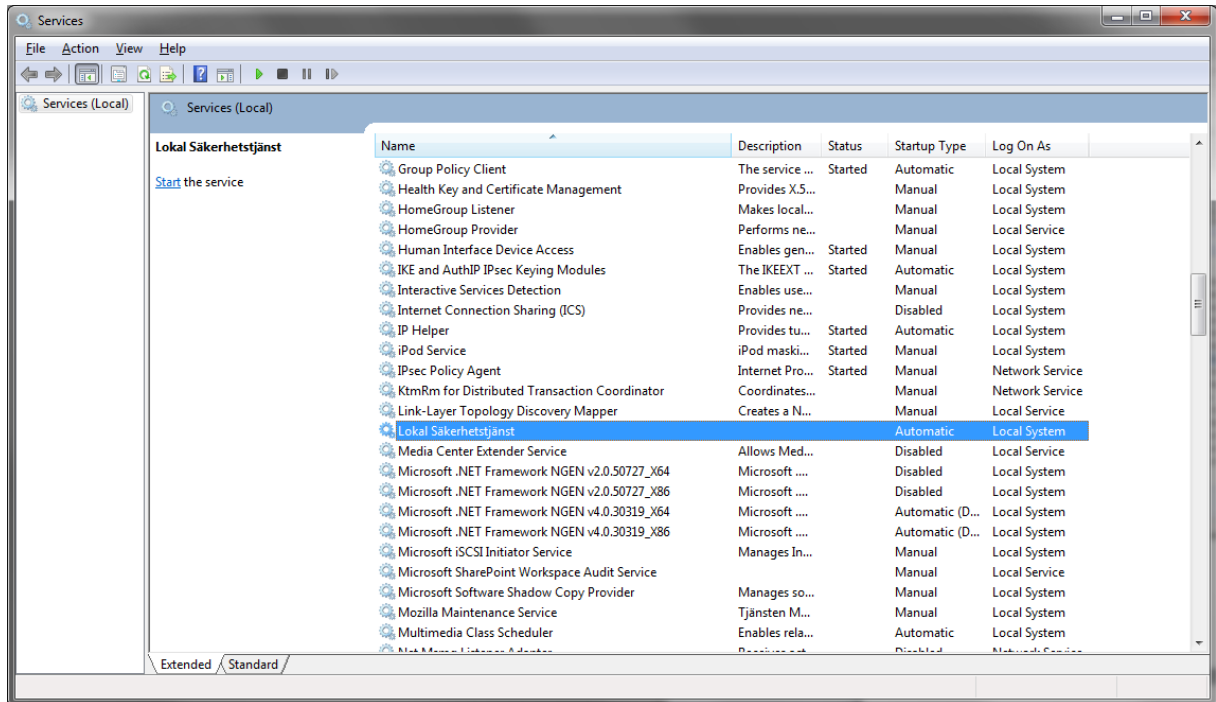 Services
File Action View Help
Services (Local)
Services (Local)
Lokal Säkerhetstjänst
Start the service
Name Description Status Startup Type Log On As
Group Policy Client The service ... Started Automatic Local System
Health Key and Certificate Management Provides X.5... Manual Local System
HomeGroup Listener Makes local... Manual Local System
HomeGroup Provider Performs ne... Manual Local Service
Human Interface Device Access Enables gen... Started Manual Local System
IKE and AuthIP IPsec Keying Modules The IKEEXT ... Started Automatic Local System
Interactive Services Detection Enables use... Manual Local System
Internet Connection Sharing (ICS) Provides ne... Disabled Local System
IP Helper Provides tu... Started Automatic Local System
iPod Service iPod maski... Started Manual Local System
IPsec Policy Agent Internet Pro... Started Manual Network Service
KtmRm for Distributed Transaction Coordinator Coordinates... Manual Network Service
Link-Layer Topology Discovery Mapper Creates a N... Manual Local Service
Lokal Säkerhetstjänst Automatic Local System
Media Center Extender Service Allows Med... Disabled Local Service
Microsoft .NET Framework NGEN v2.0.50727_X64 Microsoft .... Disabled Local System
Microsoft .NET Framework NGEN v2.0.50727_X86 Microsoft .... Disabled Local System
Microsoft .NET Framework NGEN v4.0.30319_X64 Microsoft .... Automatic (D... Local System
Microsoft .NET Framework NGEN v4.0.30319_X86 Microsoft .... Automatic (D... Local System
Microsoft iSCSI Initiator Service Manages In... Manual Local System
Microsoft SharePoint Workspace Audit Service Manual Local Service
Microsoft Software Shadow Copy Provider Manages so... Manual Local System
Mozilla Maintenance Service Tjänsten M... Manual Local System
Multimedia Class Scheduler Enables rela... Automatic Local System
Extended Standard